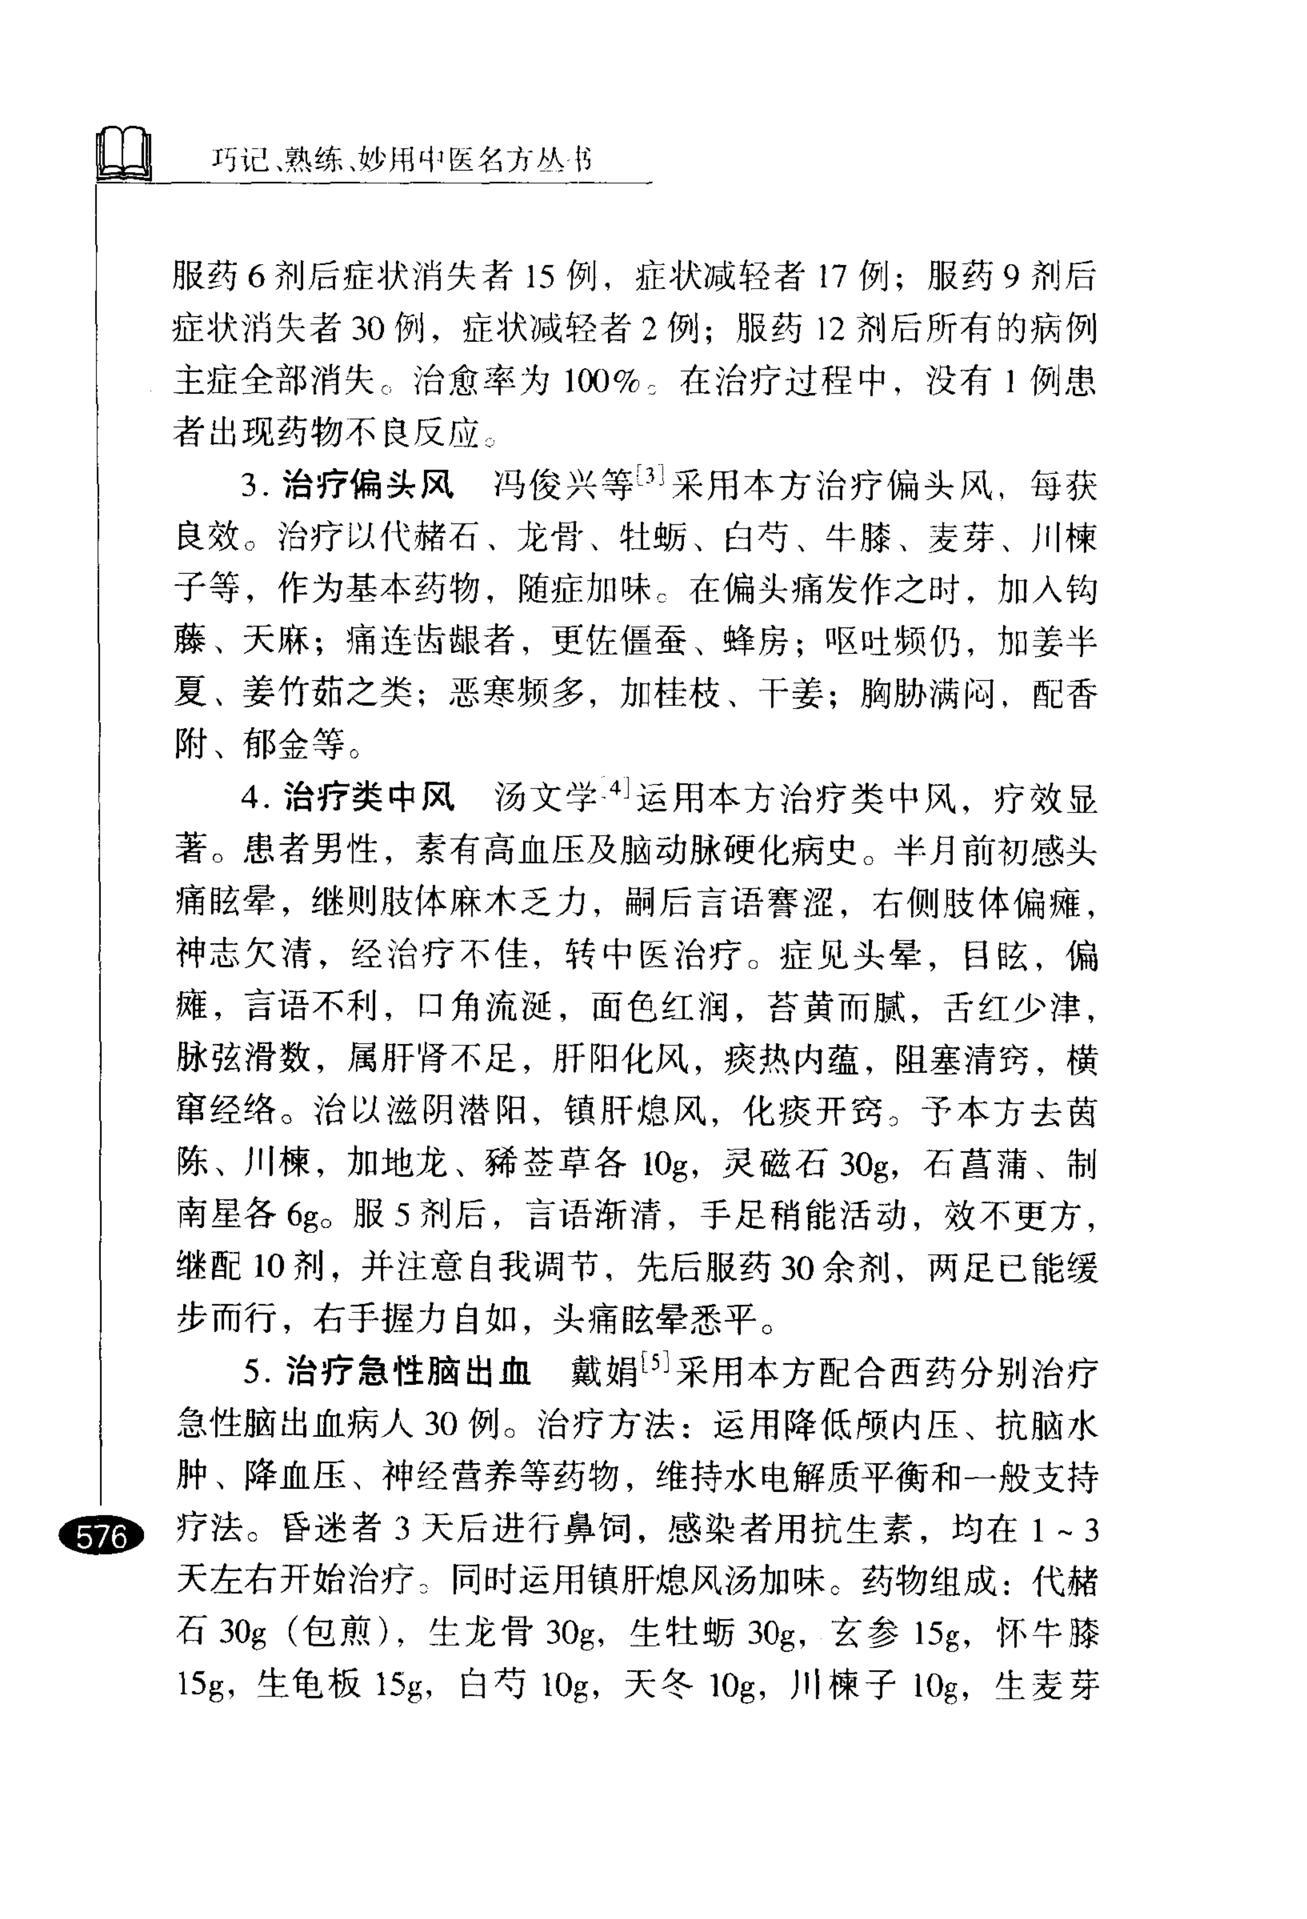 巧记、熟练、妙用中医名方丛书
服药 6 剂后症状消失者 15 例，症状减轻者 17 例；服药 9 剂后
症状消失者 30 例，症状减轻者 2 例；服药 12 剂后所有的病例
主症全部消失。治愈率为 100%。在治疗过程中，没有 1 例患
者出现药物不良反应。
3. 治疗偏头风　冯俊兴等[3]采用本方治疗偏头风，每获
良效。治疗以代赭石、龙骨、牡蛎、白芍、牛膝、麦芽、川楝
子等，作为基本药物，随症加味。在偏头痛发作之时，加入钩
藤、天麻；痛连齿龈者，更佐僵蚕、蜂房；呕吐频仍，加姜半
夏、姜竹茹之类；恶寒频多，加桂枝、干姜；胸胁满闷，配香
附、郁金等。
4. 治疗类中风　汤文学[4]运用本方治疗类中风，疗效显
著。患者男性，素有高血压及脑动脉硬化病史。半月前初感头
痛眩晕，继则肢体麻木乏力，嗣后言语謇涩，右侧肢体偏瘫，
神志欠清，经治疗不佳，转中医治疗。症见头晕，目眩，偏
瘫，言语不利，口角流涎，面色红润，苔黄而腻，舌红少津，
脉弦滑数，属肝肾不足，肝阳化风，痰热内蕴，阻塞清窍，横
窜经络。治以滋阴潜阳，镇肝熄风，化痰开窍。予本方去茵
陈、川楝，加地龙、豨莶草各 10g，灵磁石 30g，石菖蒲、制
南星各 6g。服 5 剂后，言语渐清，手足稍能活动，效不更方，
继配 10 剂，并注意自我调节，先后服药 30 余剂，两足已能缓
步而行，右手握力自如，头痛眩晕悉平。
5. 治疗急性脑出血　戴娟[5]采用本方配合西药分别治疗
急性脑出血病人 30 例。治疗方法：运用降低颅内压、抗脑水
肿、降血压、神经营养等药物，维持水电解质平衡和一般支持
疗法。昏迷者 3 天后进行鼻饲，感染者用抗生素，均在 1～3
天左右开始治疗。同时运用镇肝熄风汤加味。药物组成：代赭
石 30g（包煎），生龙骨 30g，生牡蛎 30g，玄参 15g，怀牛膝
15g，生龟板 15g，白芍 10g，天冬 10g，川楝子 10g，生麦芽
576